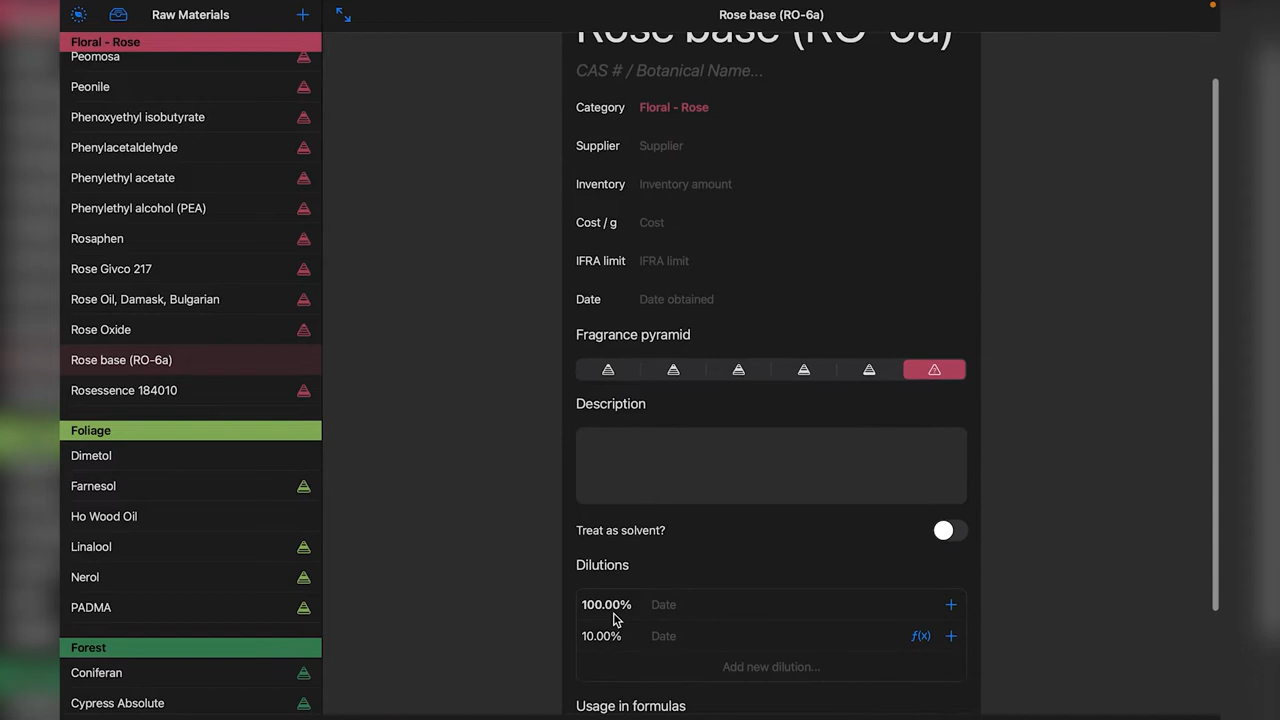 Raw Materials
Floral - Rose
Peomosa
Peonile
Phenoxyethyl isobutyrate
Phenylacetaldehyde
Phenylethyl acetate
Phenylethyl alcohol (PEA)
Rosaphen
Rose Givco 217
Rose Oil, Damask, Bulgarian
Rose Oxide
Rose base (RO-6a)
Rosessence 184010
Foliage
Dimetol
Farnesol
Ho Wood Oil
Linalool
Nerol
PADMA
Forest
Coniferan
Cypress Absolute
Rose base (RO-6a)
Rose base (RO-6a)
CAS # / Botanical Name...
Category Floral - Rose
Supplier Supplier
Inventory Inventory amount
Cost / g Cost
IFRA limit IFRA limit
Date Date obtained
Fragrance pyramid
Description
Treat as solvent?
Dilutions
100.00% Date
10.00% Date f(x)
Add new dilution...
Usage in formulas